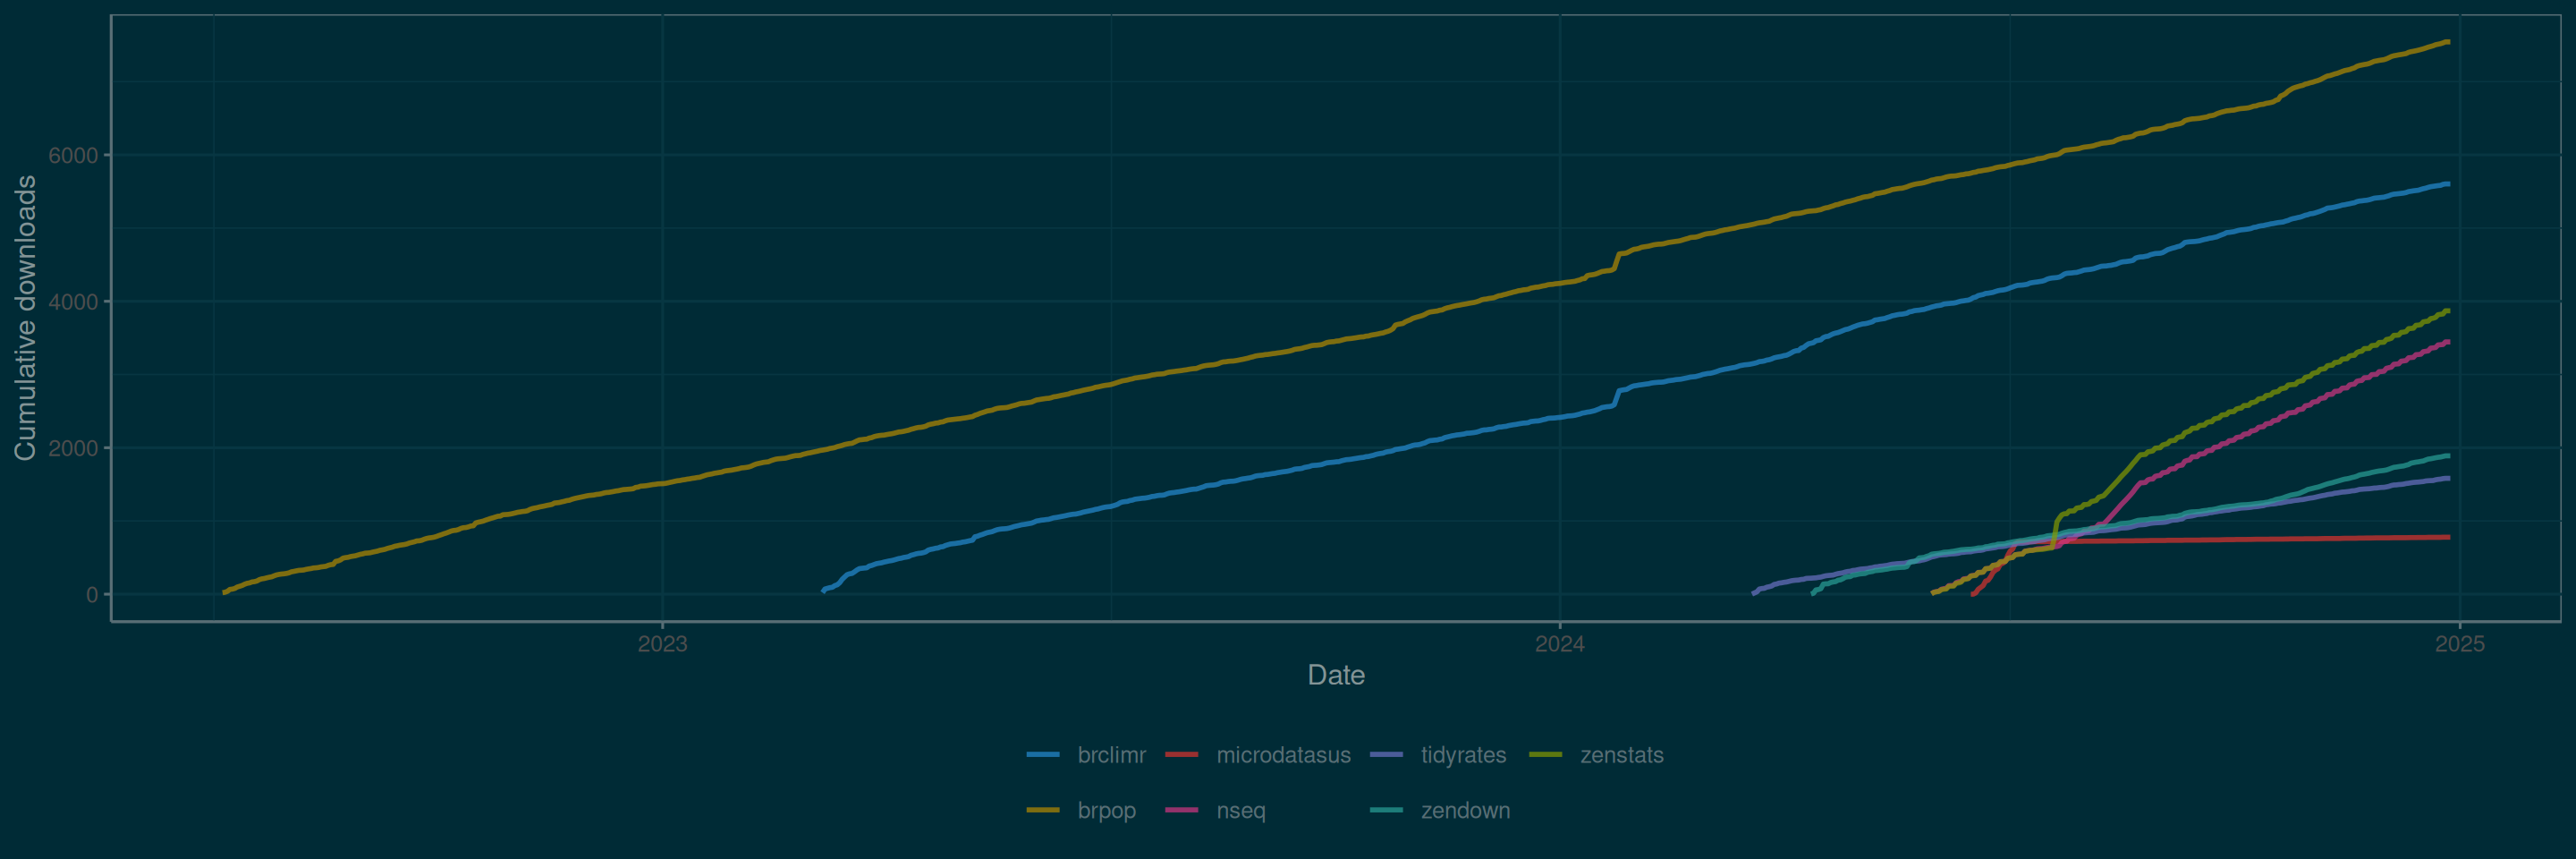 Cumulative downloads
6000
4000
2000
0
2023 2024 2025
Date
brclimr microdatasus tidyrates zenstats
brpop nseq zendown